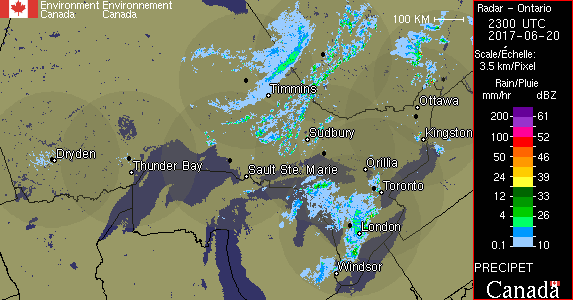 Environment Environnement
Canada Canada
100 KM
Timmins
Ottawa
Sudbury
Kingston
Dryden
Thunder Bay
Sault Ste. Marie
Orillia
Toronto
London
Windsor
Radar - Ontario
2300 UTC
2017-06-20
Scale/Échelle:
3.5 km/Pixel
Rain/Pluie
mm/hr dBZ
200 61
100 52
50 46
24 39
12 33
4 26
0.1 10
PRECIPET
Canada